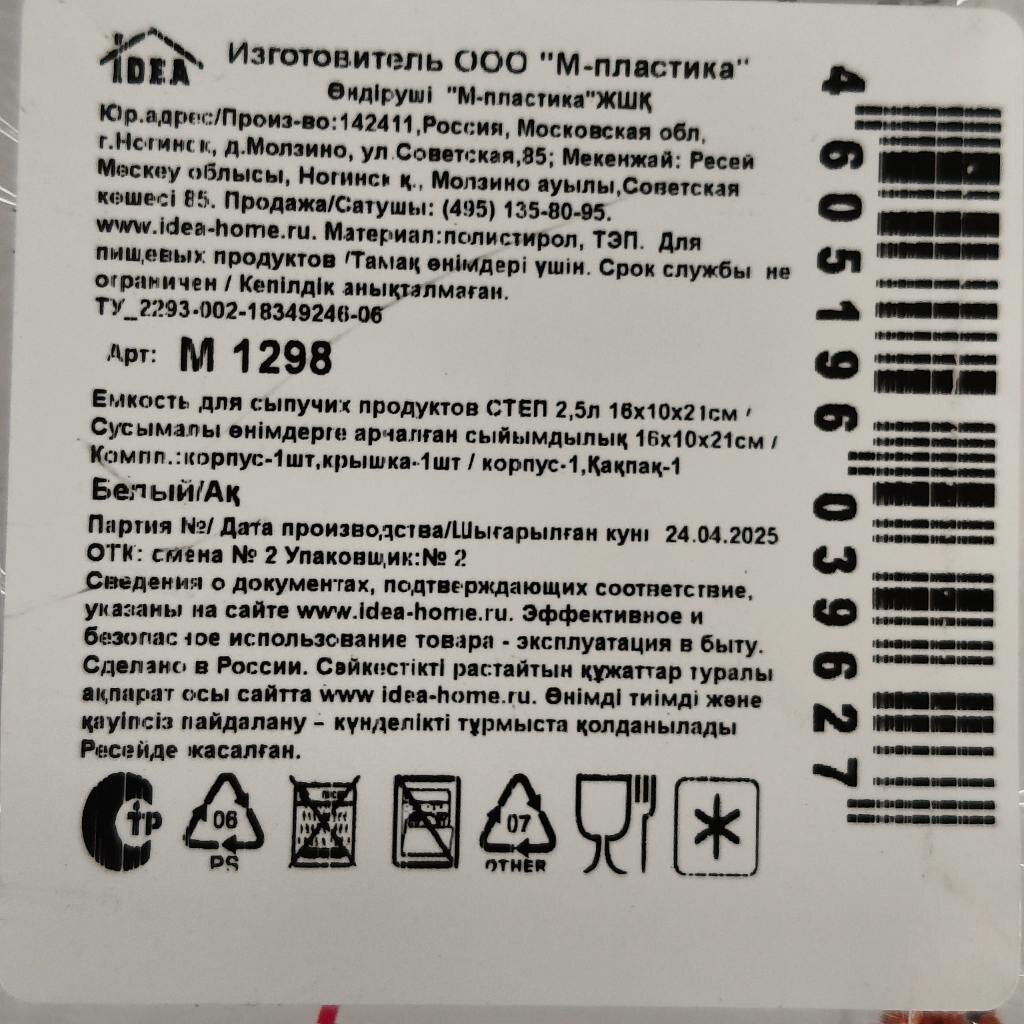 IDEA
Изготовитель ООО "М-пластика"
Өндіруші "М-пластика"ЖШҚ
Юр.адрес/Произ-во:142411,Россия, Московская обл,
г.Ногинск, д.Молзино, ул.Советская,85; Мекенжай: Ресей
Мәскеу облысы, Ногинск қ., Молзино ауылы,Советская
көшесі 85. Продажа/Сатушы: (495) 135-80-95.
www.idea-home.ru. Материал:полистирол, ТЭП. Для
пищевых продуктов /Тамақ өнімдері үшін. Срок службы не
ограничен / Кепілдік анықталмаған.
ТУ_2293-002-18349246-06
Арт: М 1298
Емкость для сыпучих продуктов СТЕП 2,5л 16х10х21см /
Сусымалы өнімдерге арналған сыйымдылық 16х10х21см /
Компл.:корпус-1шт,крышка-1шт / корпус-1,Қақпақ-1
Белый/Ақ
Партия №/ Дата производства/Шығарылған күні 24.04.2025
ОТК: смена № 2 Упаковщик:№ 2
Сведения о документах, подтверждающих соответствие,
указаны на сайте www.idea-home.ru. Эффективное и
безопасное использование товара - эксплуатация в быту.
Сделано в России. Сәйкестікті растайтын құжаттар туралы
ақпарат осы сайтта www idea-home.ru. Өнімді тиімді және
қауіпсіз пайдалану – күнделікті тұрмыста қолданылады
Ресейде жасалған.
06
PS
07
OTHER
4 605196 039627